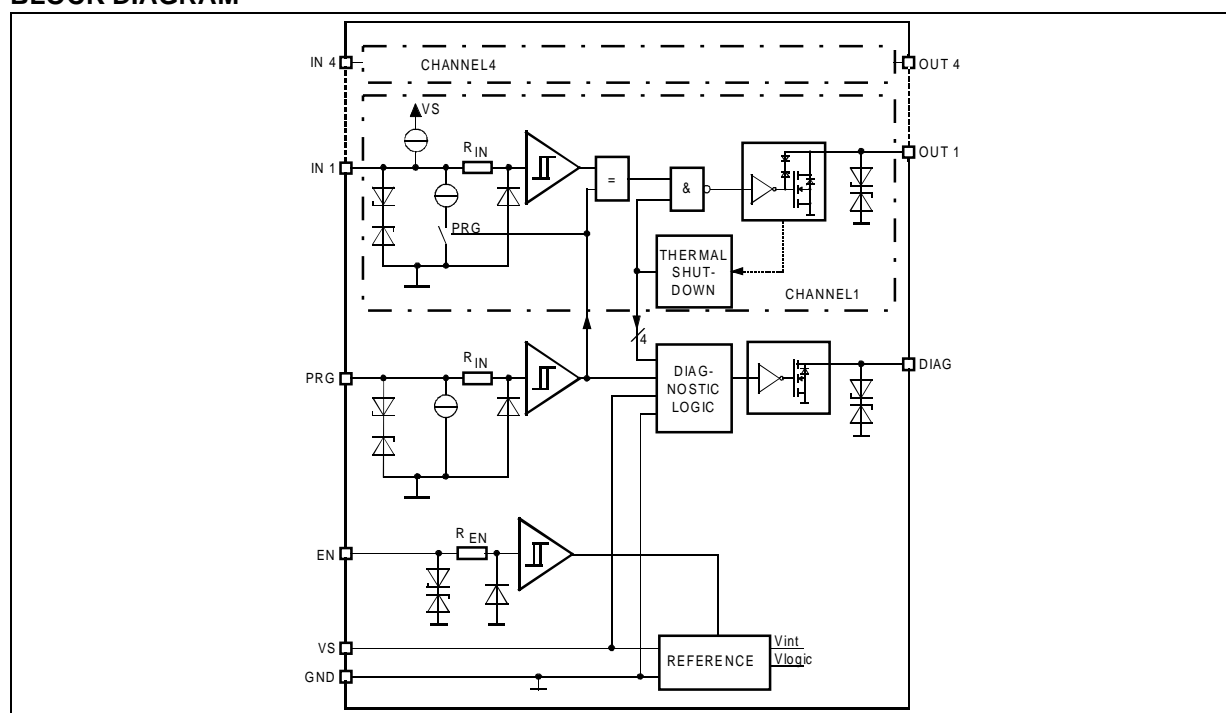 BLOCK DIAGRAM
IN 4
CHANNEL4
OUT 4
VS
R IN
IN 1
OUT 1
=
&
PRG
THERMAL
SHUT-
DOWN
CHANNEL1
4
R IN
PRG
DIAG-
NOSTIC
LOGIC
DIAG
R EN
EN
VS
REFERENCE
Vint
Vlogic
GND